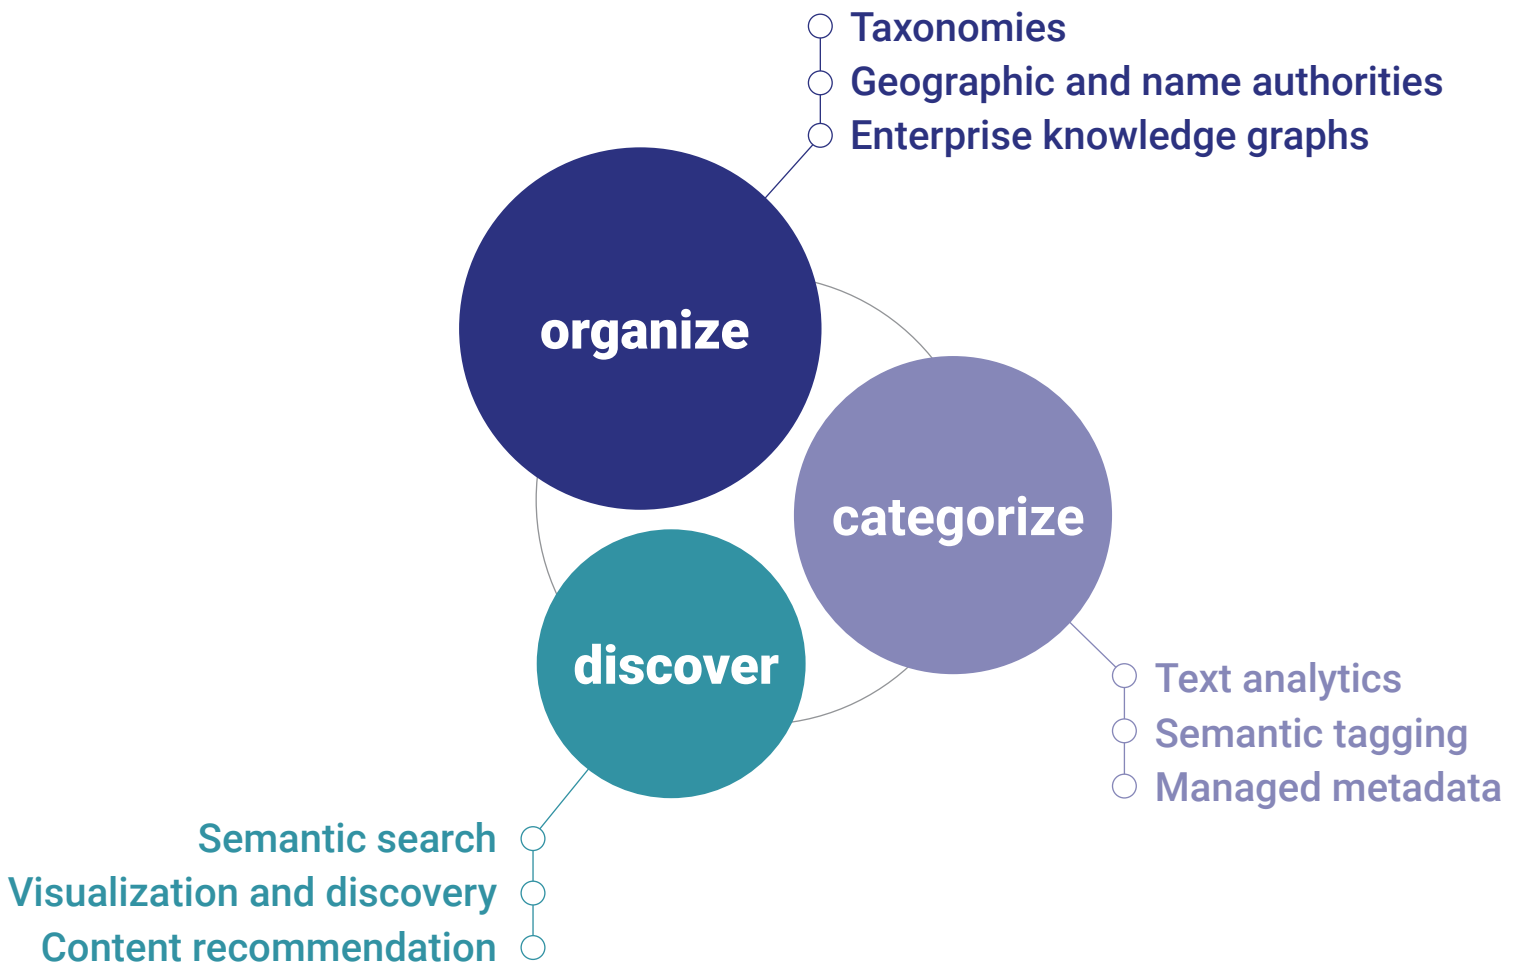 Taxonomies
Geographic and name authorities
Enterprise knowledge graphs
organize
categorize
discover
Text analytics
Semantic tagging
Managed metadata
Semantic search
Visualization and discovery
Content recommendation